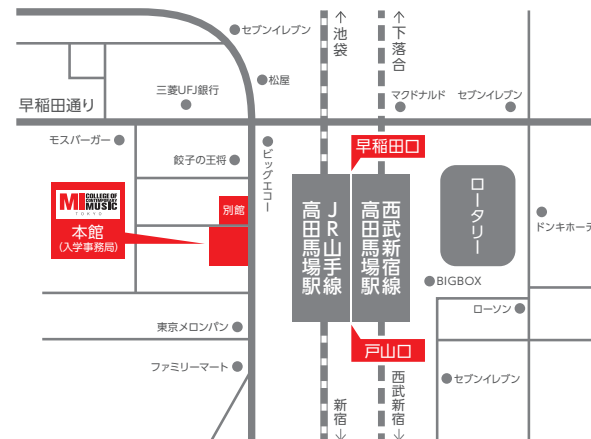 セブンイレブン
↑池袋
↑下落合
松屋
三菱UFJ銀行
マクドナルド
セブンイレブン
早稲田通り
モスバーガー
餃子の王将
ビッグエコー
早稲田口
MI COLLEGE OF CONTEMPORARY MUSIC
TOKYO
本館
(入学事務局)
別館
JR山手線
高田馬場駅
西武新宿線
高田馬場駅
ロータリー
ドンキホーテ
BIGBOX
ローソン
東京メロンパン
戸山口
ファミリーマート
セブンイレブン
新宿↓
西武新宿↓